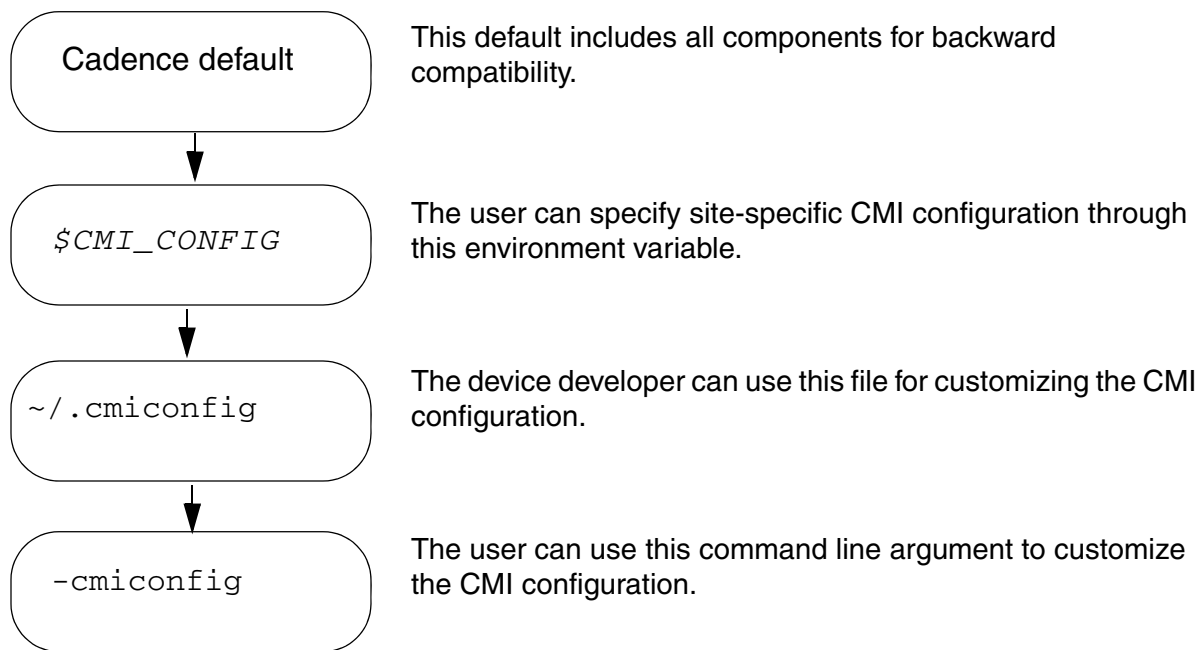 Cadence default
This default includes all components for backward
compatibility.
$CMI_CONFIG
The user can specify site-specific CMI configuration through
this environment variable.
~/.cmiconfig
The device developer can use this file for customizing the CMI
configuration.
-cmiconfig
The user can use this command line argument to customize
the CMI configuration.